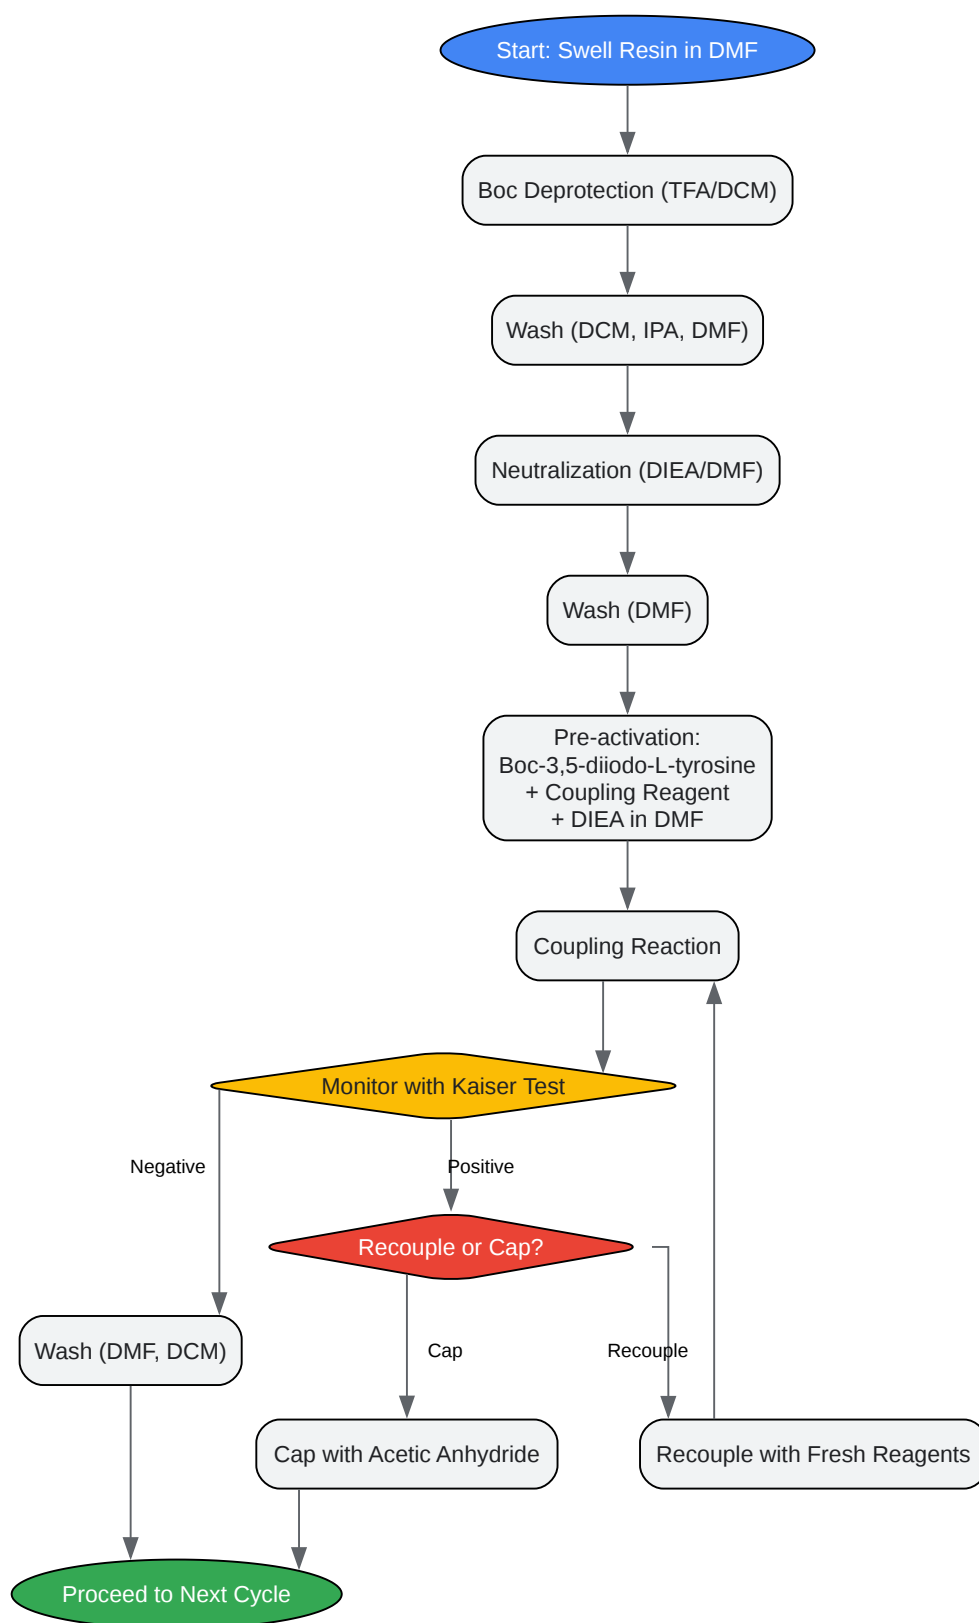 Start: Swell Resin in DMF
Boc Deprotection (TFA/DCM)
Wash (DCM, IPA, DMF)
Neutralization (DIEA/DMF)
Wash (DMF)
Pre-activation:
Boc-3,5-diiodo-L-tyrosine
+ Coupling Reagent
+ DIEA in DMF
Coupling Reaction
Monitor with Kaiser Test
Negative
Positive
Recouple or Cap?
Wash (DMF, DCM)
Cap
Recouple
Cap with Acetic Anhydride
Recouple with Fresh Reagents
Proceed to Next Cycle